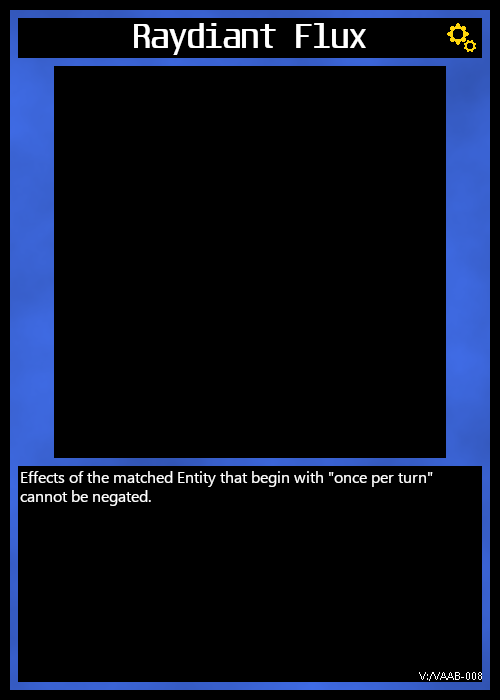 Raydiant Flux
Effects of the matched Entity that begin with "once per turn"
cannot be negated.
V:/VAAB-008